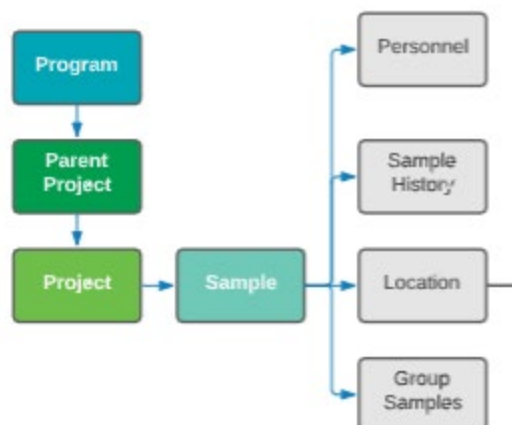 Program
Parent
Project
Project
Sample
Personnel
Sample
History
Location
Group
Samples